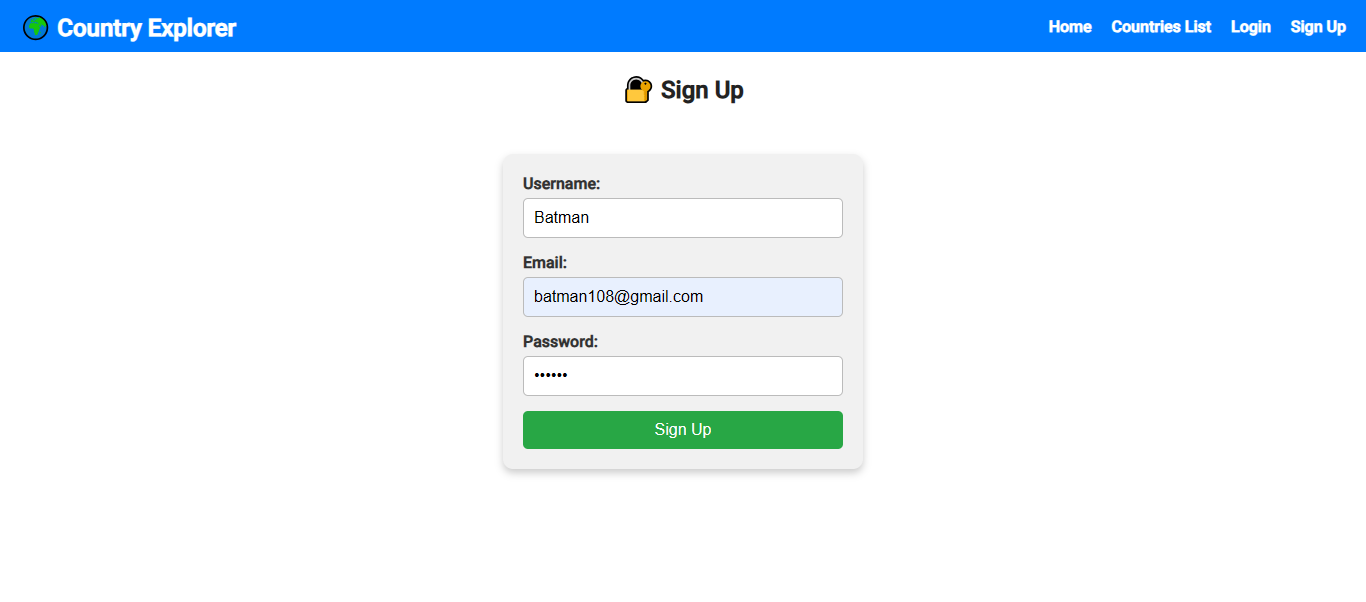 Country Explorer
Home Countries List Login Sign Up
Sign Up
Username:
Batman
Email:
batman108@gmail.com
Password:
••••••
Sign Up